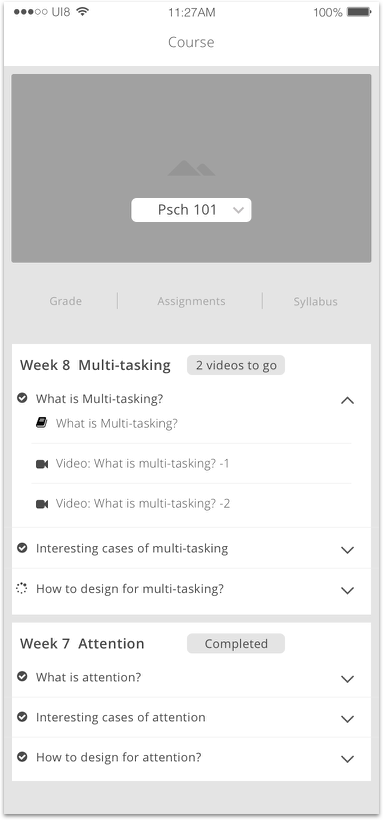 UI8 11:27AM 100%
Course
Psch 101
Grade Assignments Syllabus
Week 8 Multi-tasking 2 videos to go
What is Multi-tasking?
What is Multi-tasking?
Video: What is multi-tasking? -1
Video: What is multi-tasking? -2
Interesting cases of multi-tasking
How to design for multi-tasking?
Week 7 Attention Completed
What is attention?
Interesting cases of attention
How to design for attention?